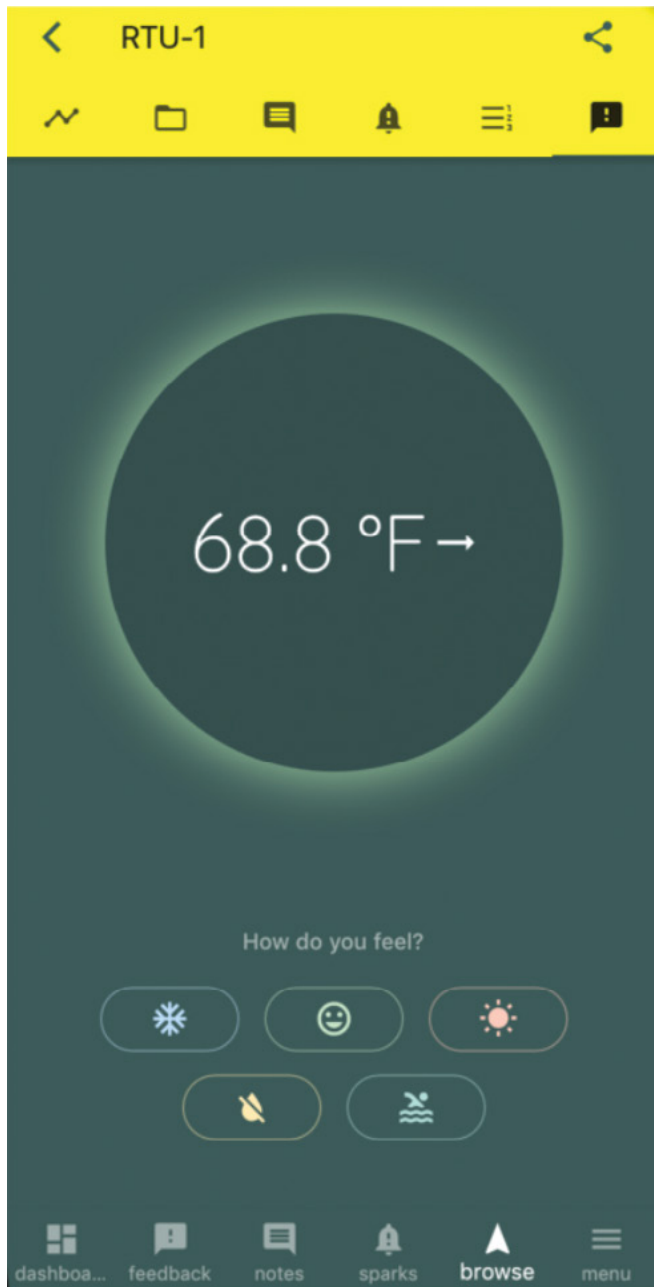 RTU-1
68.8 °F→
How do you feel?
dashboa... feedback notes sparks browse menu